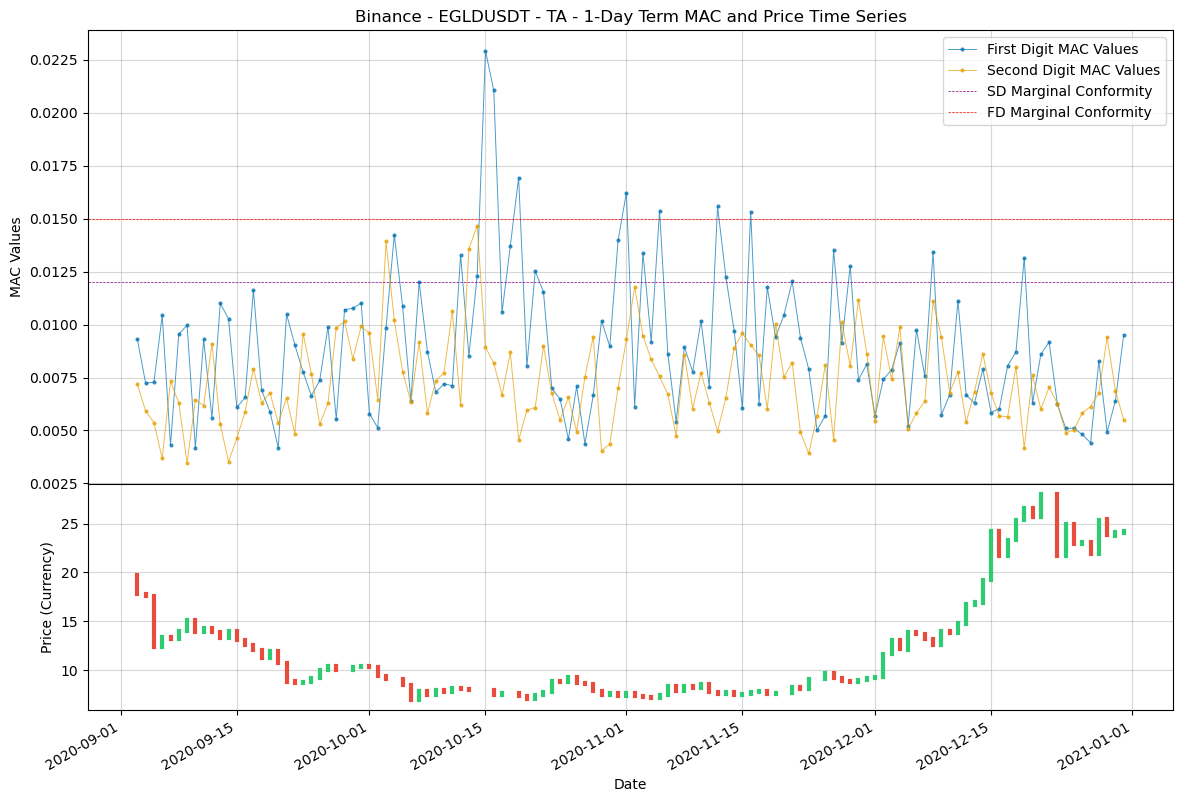 Binance - EGLDUSDT - TA - 1-Day Term MAC and Price Time Series
First Digit MAC Values
Second Digit MAC Values
SD Marginal Conformity
FD Marginal Conformity
MAC Values
0.0225
0.0200
0.0175
0.0150
0.0125
0.0100
0.0075
0.0050
0.0025
Price (Currency)
25
20
15
10
2020-09-01
2020-09-15
2020-10-01
2020-10-15
2020-11-01
2020-11-15
2020-12-01
2020-12-15
2021-01-01
Date